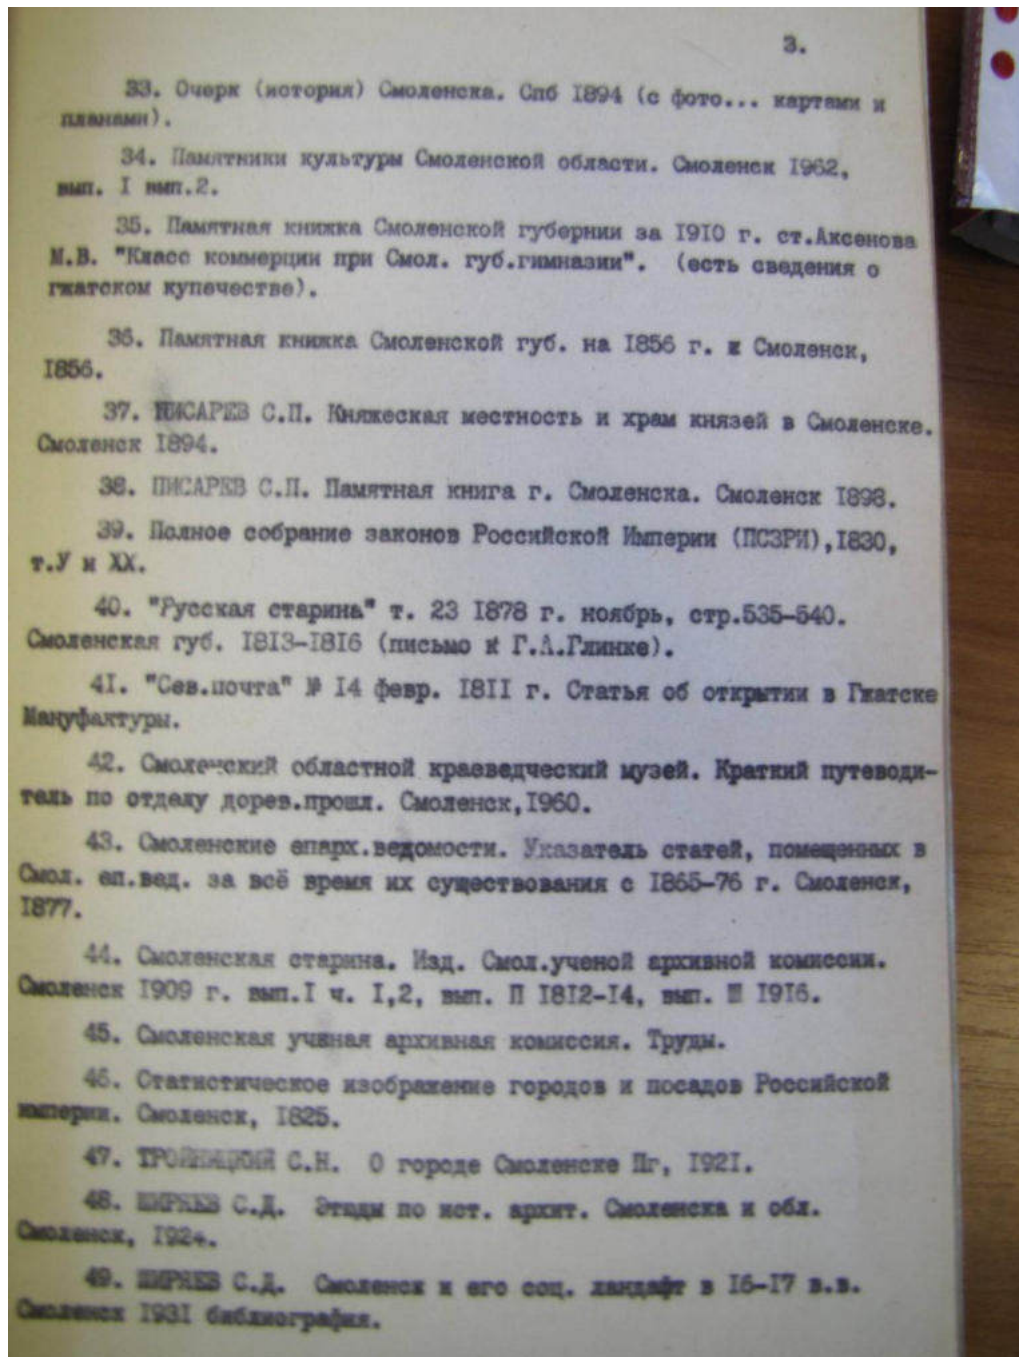 3.
33. Очерк (история) Смоленска. Спб 1894 (с фото... картами и
планами).
34. Памятники культуры Смоленской области. Смоленск 1962,
вып. I вып.2.
35. Памятная книжка Смоленской губернии за 1910 г. ст.Аксенова
М.В. "Класс коммерции при Смол. губ.гимназии". (есть сведения о
гжатском купечестве).
36. Памятная книжка Смоленской губ. на 1856 г. и Смоленск,
1856.
37. ПИСАРЕВ С.П. Княжеская местность и храм князей в Смоленске.
Смоленск 1894.
38. ПИСАРЕВ С.П. Памятная книга г. Смоленска. Смоленск 1898.
39. Полное собрание законов Российской Империи (ПСЗРИ),1830,
т.У и XX.
40. "Русская старина" т. 23 1878 г. ноябрь, стр.535-540.
Смоленская губ. 1813-1816 (письмо к Г.А.Глинке).
41. "Сев.почта" № 14 февр. 1811 г. Статья об открытии в Гжатске
Мануфактуры.
42. Смоленский областной краеведческий музей. Краткий путеводи-
тель по отделу дорев.прошл. Смоленск,1960.
43. Смоленские епарх.ведомости. Указатель статей, помещенных в
Смол. еп.вед. за всё время их существования с 1865-76 г. Смоленск,
1877.
44. Смоленская старина. Изд. Смол.ученой архивной комиссии.
Смоленск 1909 г. вып.I ч. I,2, вып. П 1812-14, вып. Ш 1916.
45. Смоленская ученая архивная комиссия. Труды.
46. Статистическое изображение городов и посадов Российской
империи. Смоленск, 1825.
47. ТРОЙНИЦКИЙ С.Н. О городе Смоленске Пг, 1921.
48. ШИРЯЕВ С.Д. Этюды по ист. архит. Смоленска и обл.
Смоленск, 1924.
49. ШИРЯЕВ С.Д. Смоленск и его соц. ландафт в 16-17 в.в.
Смоленск 1931 библиография.